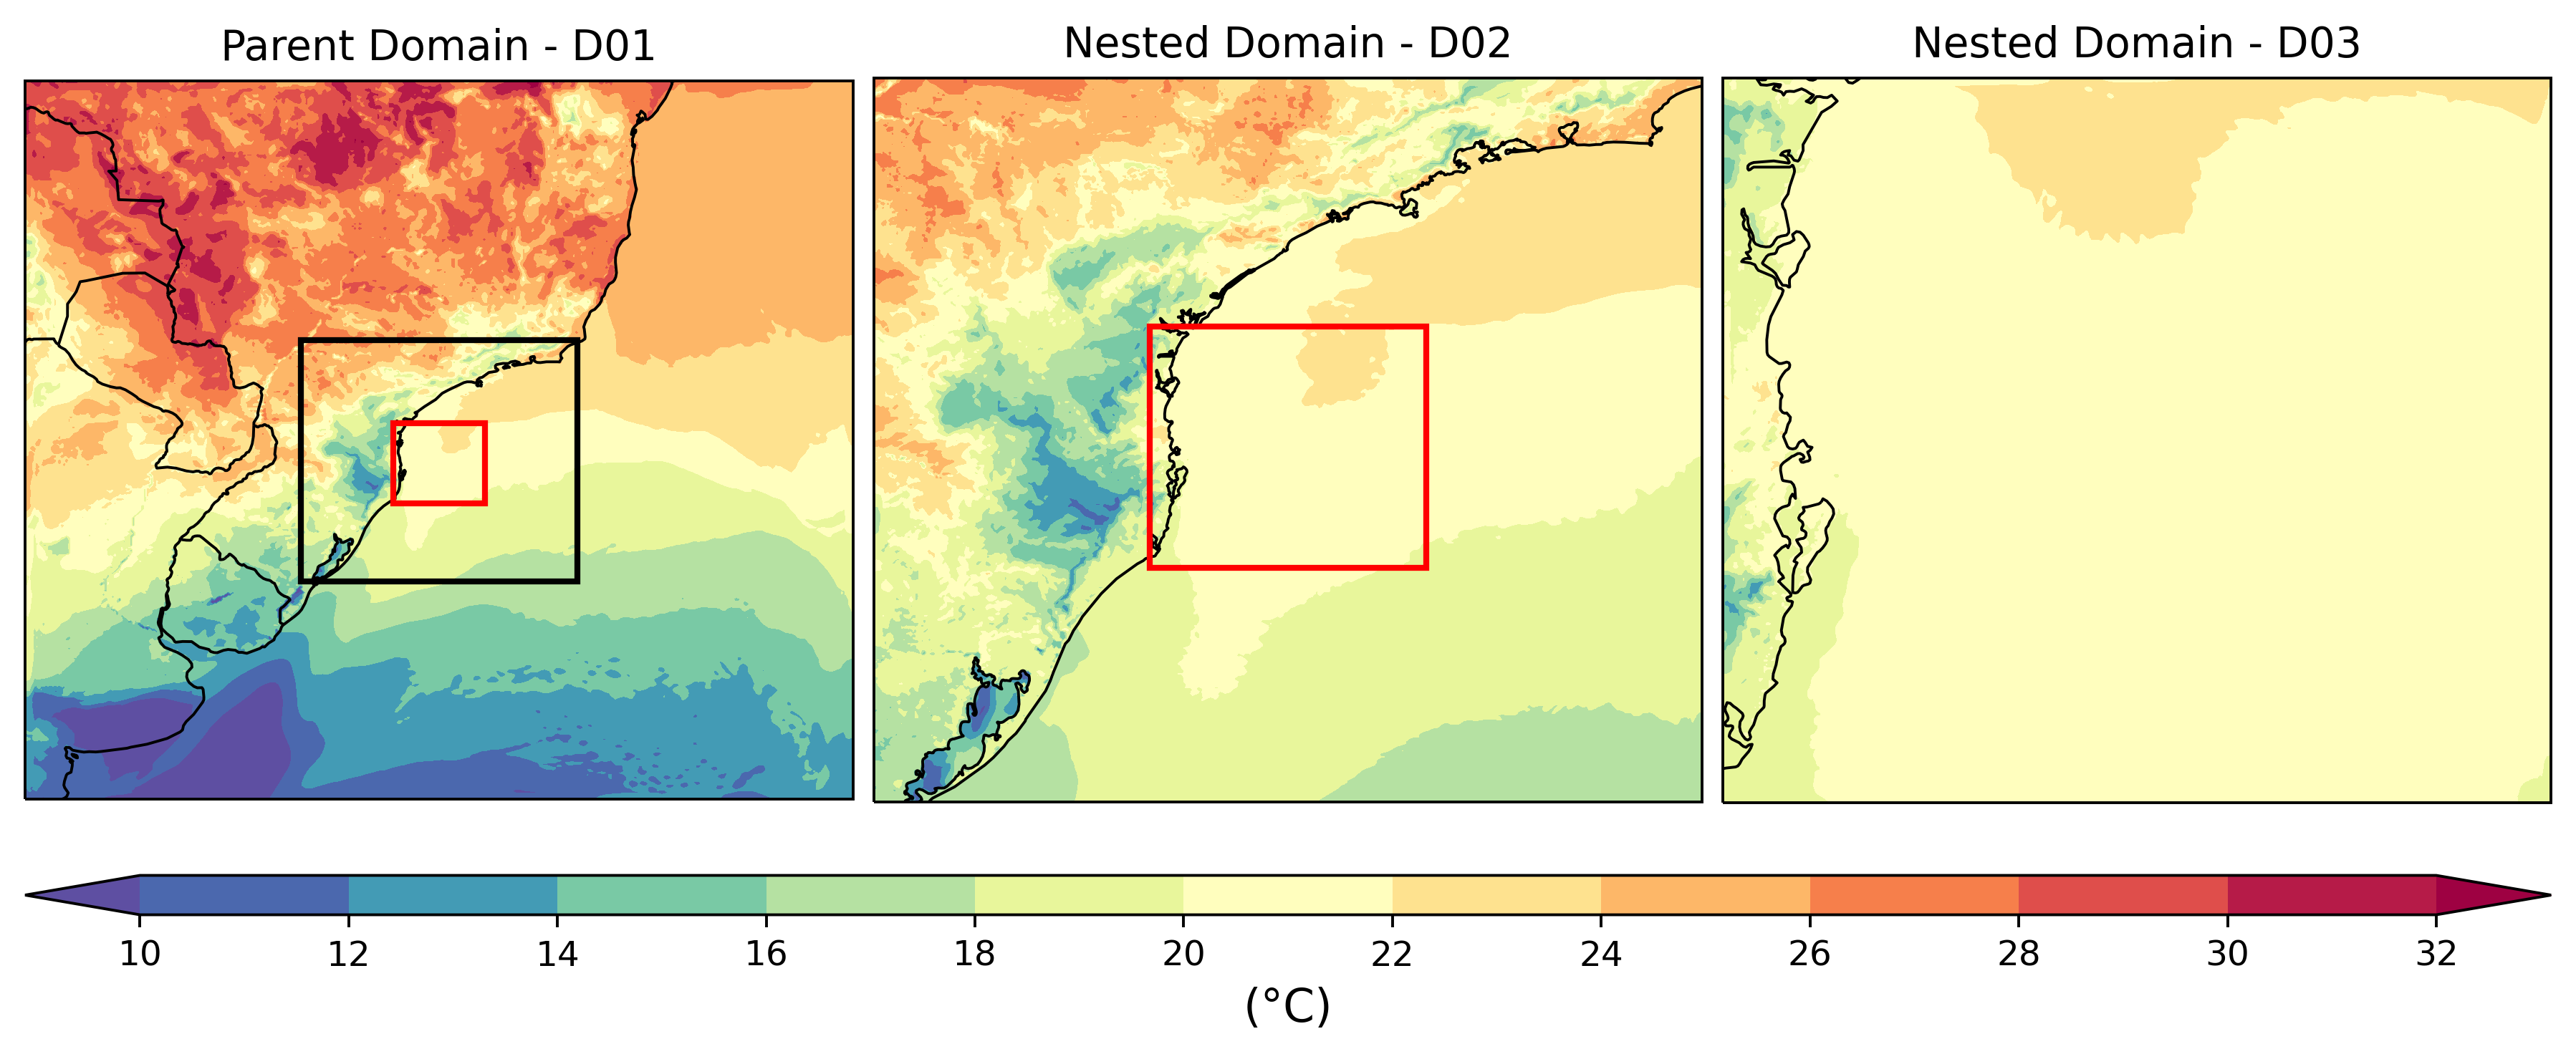 Parent Domain - D01
Nested Domain - D02
Nested Domain - D03
10 12 14 16 18 20 22 24 26 28 30 32
(°C)